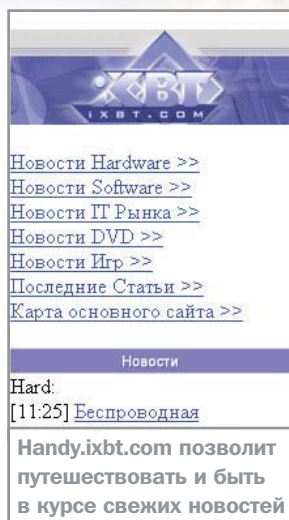 iXBT
IXBT.COM
Новости Hardware >>
Новости Software >>
Новости IT Рынка >>
Новости DVD >>
Новости Игр >>
Последние Статьи >>
Карта основного сайта >>
Новости
Hard:
[11:25] Беспроводная
Handy.ixbt.com позволит
путешествовать и быть
в курсе свежих новостей